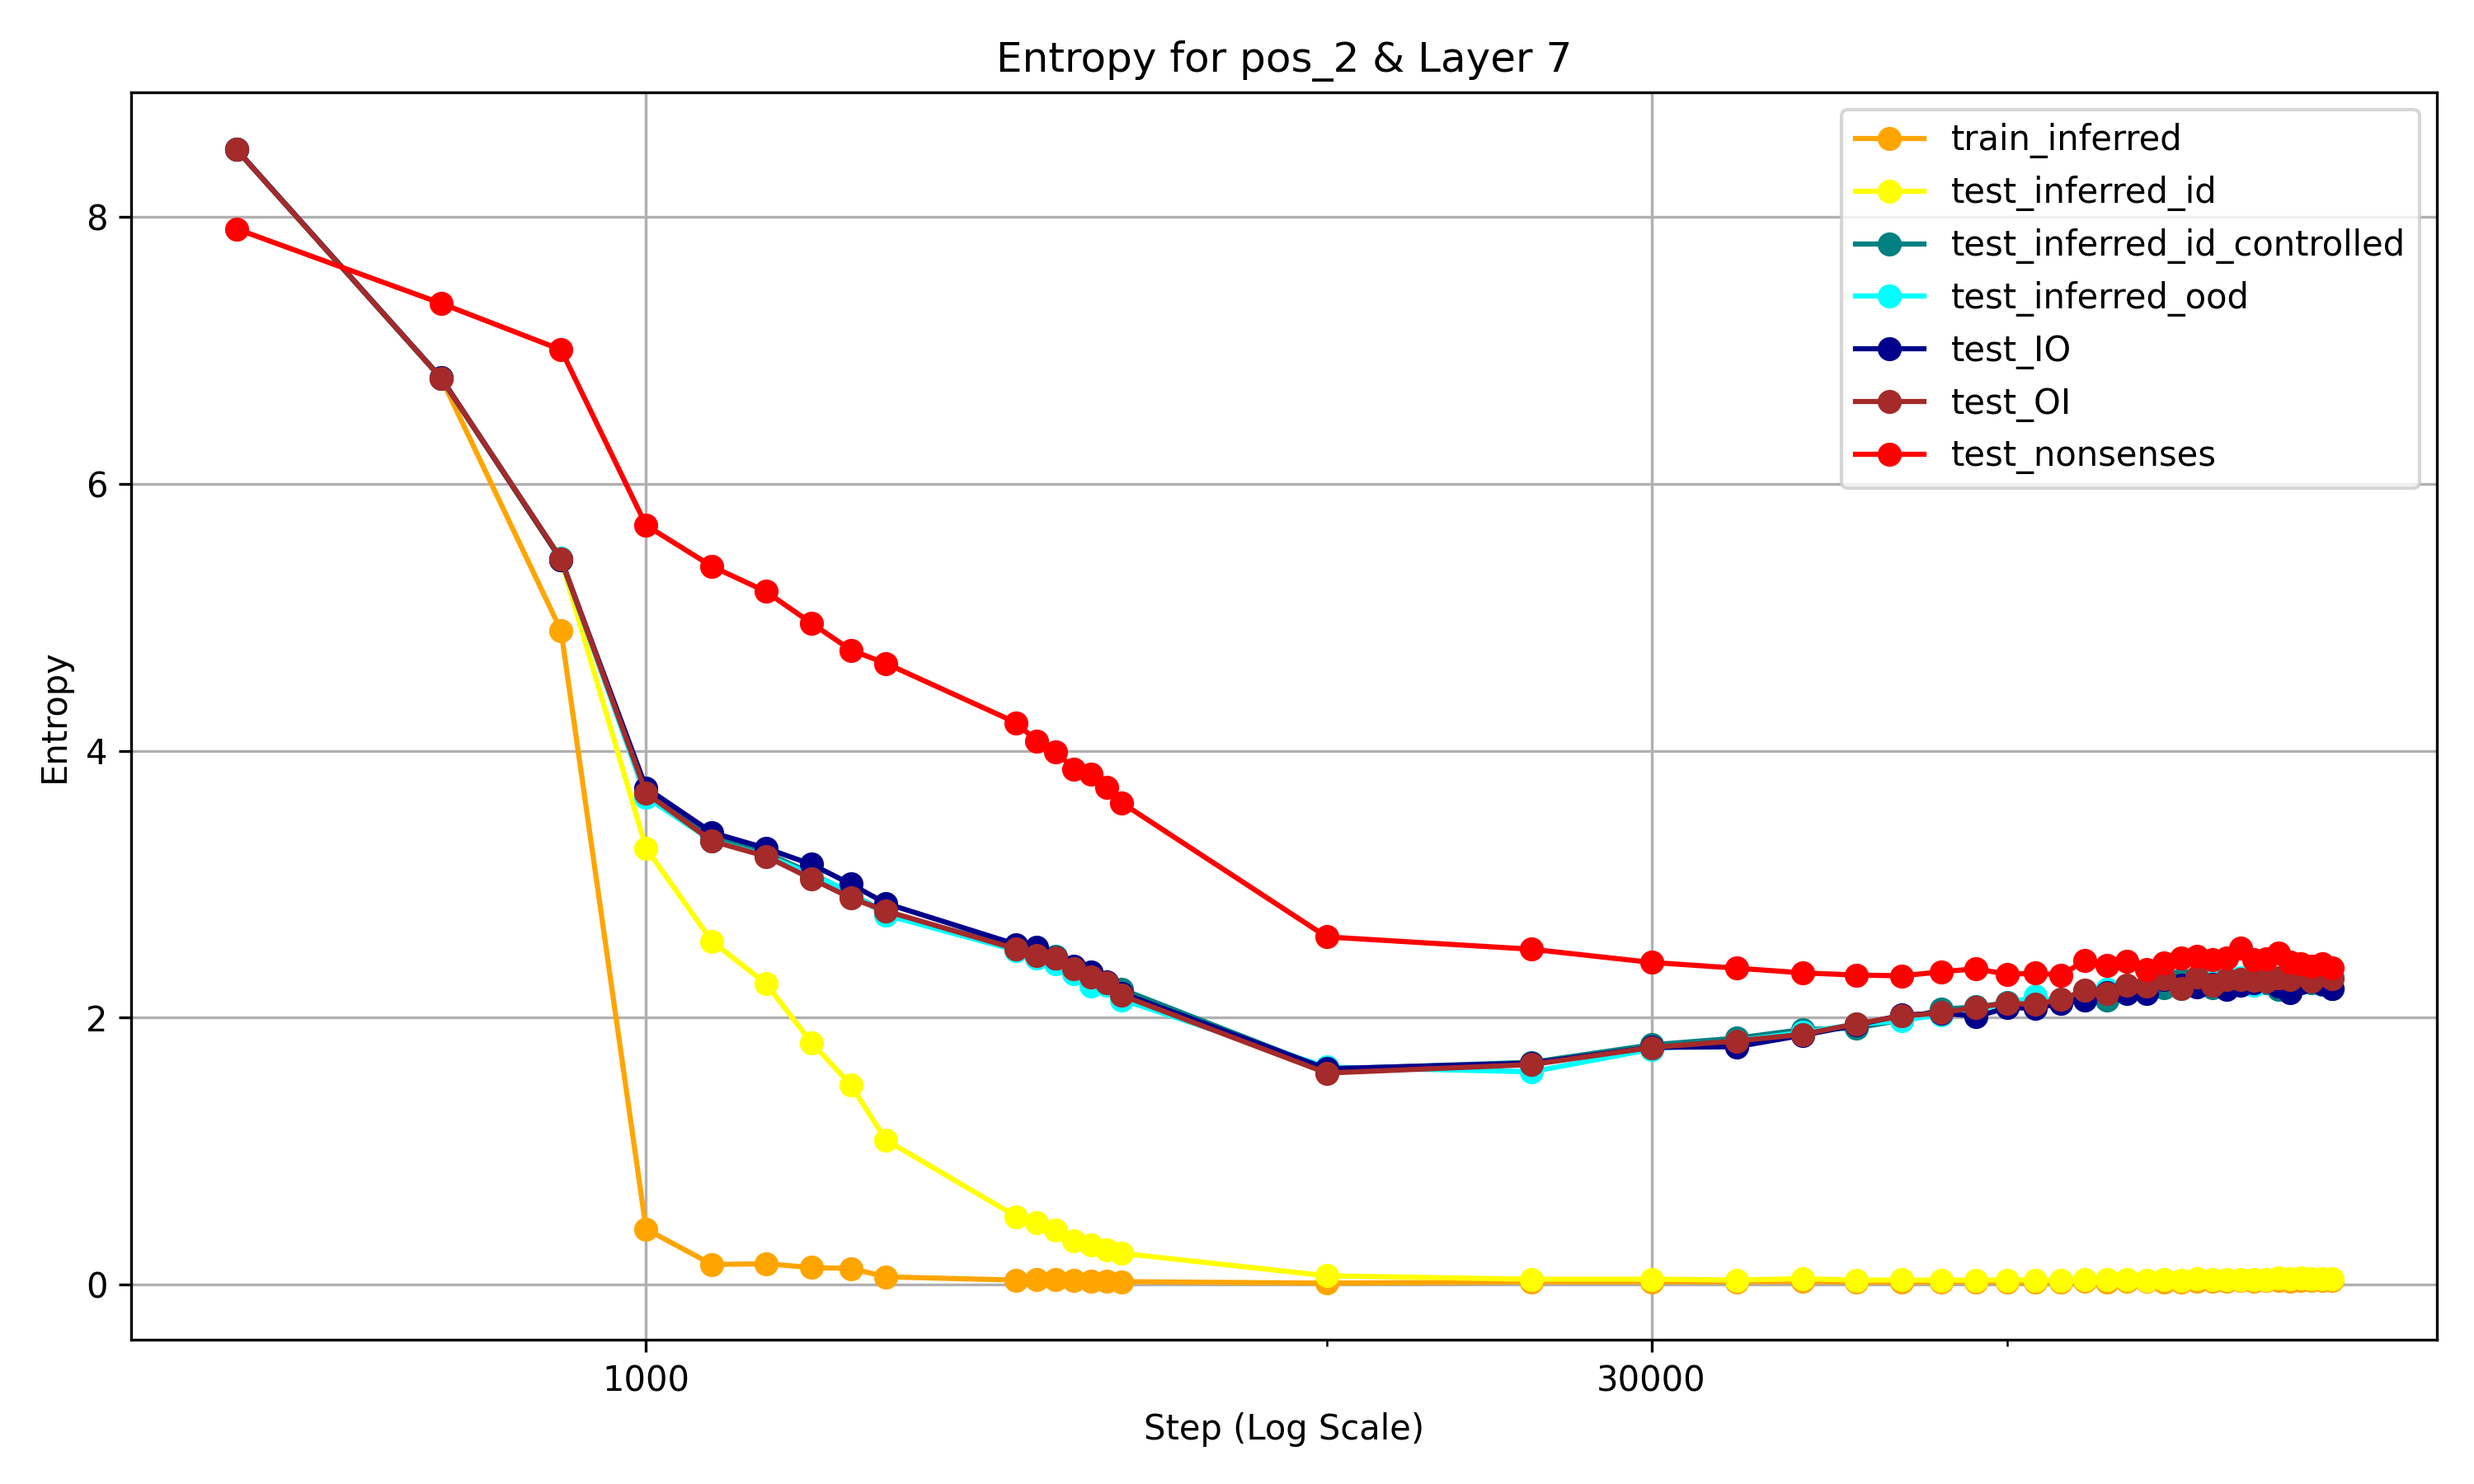 Entropy for pos_2 & Layer 7
Entropy
8
6
4
2
0
train_inferred
test_inferred_id
test_inferred_id_controlled
test_inferred_ood
test_IO
test_OI
test_nonsenses
1000
30000
Step (Log Scale)